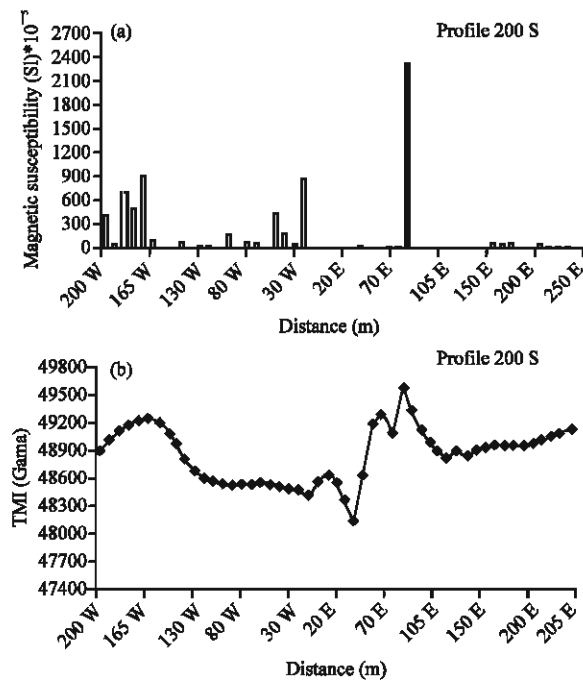 (a)
Profile 200 S
Magnetic susceptibility (SI)*10⁻
2700
2400
2100
1800
1500
1200
900
600
300
0
200 W
165 W
130 W
80 W
30 W
20 E
70 E
105 E
150 E
200 E
250 E
Distance (m)
(b)
Profile 200 S
TMI (Gama)
49800
49500
49200
48900
48600
48300
48000
47700
47400
200 W
165 W
130 W
80 W
30 W
20 E
70 E
105 E
150 E
200 E
205 E
Distance (m)